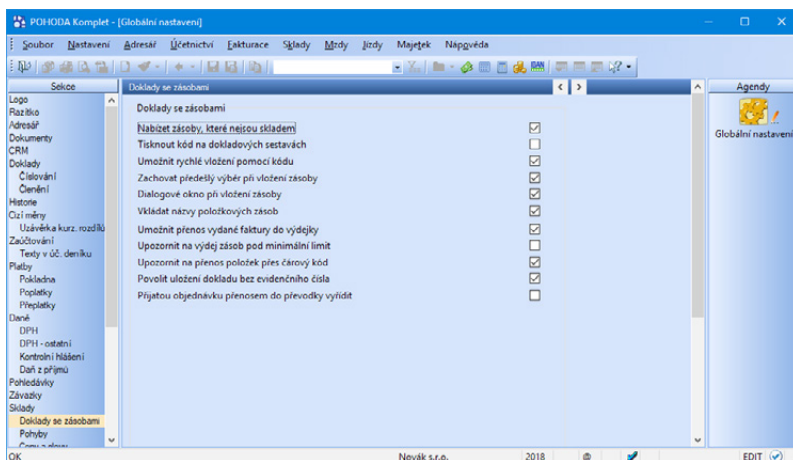 POHODA Komplet - [Globální nastavení]
Soubor Nastavení Adresář Účetnictví Fakturace Sklady Mzdy Jízdy Majetek Nápověda
Sekce
Doklady se zásobami
Agendy
Logo
Razítko
Adresář
Dokumenty
CRM
Doklady
Číslování
Členění
Historie
Cizí měny
Uzávěrka kurz. rozdílů
Zaúčtování
Texty v úč. deníku
Platby
Pokladna
Poplatky
Přeplatky
Daně
DPH
DPH - ostatní
Kontrolní hlášení
Daň z příjmů
Pohledávky
Závazky
Sklady
Doklady se zásobami
Pohyby
Doklady se zásobami
Nabízet zásoby, které nejsou skladem
Tisknout kód na dokladových sestavách
Umožnit rychlé vložení pomocí kódu
Zachovat předešlý výběr při vložení zásoby
Dialogové okno při vložení zásoby
Vkládat názvy položkových zásob
Umožnit přenos vydané faktury do výdejky
Upozornit na výdej zásob pod minimální limit
Upozornit na přenos položek přes čárový kód
Povolit uložení dokladu bez evidenčního čísla
Přijatou objednávku přenosem do převodky vyřídit
Globální nastavení
OK
Novák s.r.o.
2018
@
EDIT